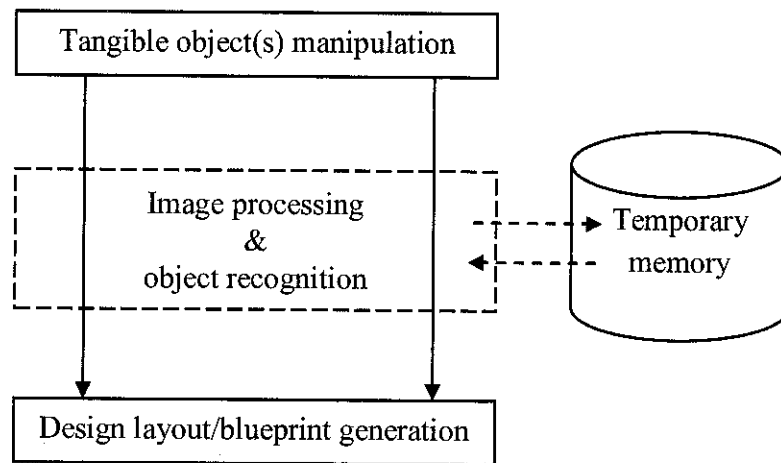 Tangible object(s) manipulation
Image processing
&
object recognition
Temporary
memory
Design layout/blueprint generation